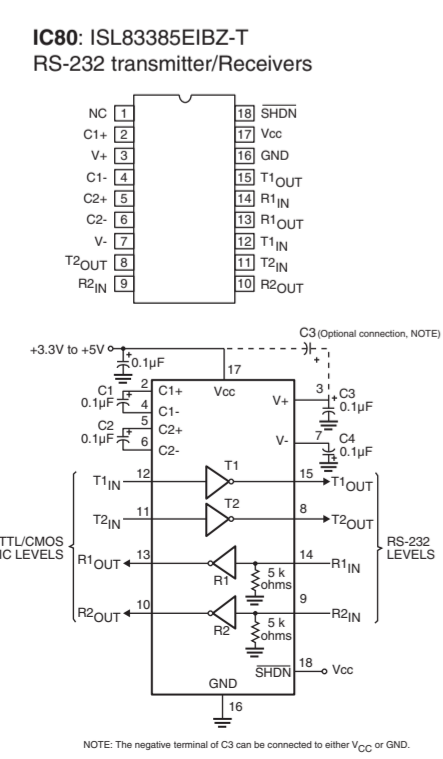 IC80: ISL83385EIBZ-T
RS-232 transmitter/Receivers
NC 1 18 SHDN
C1+ 2 17 Vcc
V+ 3 16 GND
C1- 4 15 T1OUT
C2+ 5 14 R1IN
C2- 6 13 R1OUT
V- 7 12 T1IN
T2OUT 8 11 T2IN
R2IN 9 10 R2OUT
C3 (Optional connection, NOTE)
+3.3V to +5V
+
0.1µF
+
17
C1
0.1µF
+
2
C1+
Vcc
4
C1-
C2
0.1µF
+
5
C2+
6
C2-
V+
3
+
C3
0.1µF
V-
7
C4
0.1µF
+
T1IN 12 T1 15 T1OUT
T2IN 11 T2 8 T2OUT
TTL/CMOS
IC LEVELS
RS-232
LEVELS
R1OUT 13 R1 14 R1IN
5 k
ohms
R2OUT 10 R2 9 R2IN
5 k
ohms
SHDN 18 Vcc
GND
16
NOTE: The negative terminal of C3 can be connected to either VCC or GND.